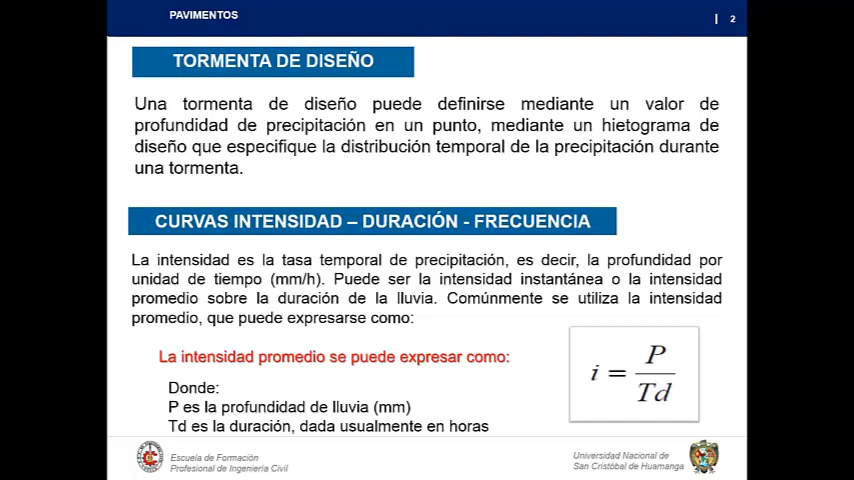 PAVIMENTOS
| 2
TORMENTA DE DISEÑO
Una tormenta de diseño puede definirse mediante un valor de
profundidad de precipitación en un punto, mediante un hietograma de
diseño que especifique la distribución temporal de la precipitación durante
una tormenta.
CURVAS INTENSIDAD – DURACIÓN - FRECUENCIA
La intensidad es la tasa temporal de precipitación, es decir, la profundidad por
unidad de tiempo (mm/h). Puede ser la intensidad instantánea o la intensidad
promedio sobre la duración de la lluvia. Comúnmente se utiliza la intensidad
promedio, que puede expresarse como:
La intensidad promedio se puede expresar como:
i = P / Td
Donde:
P es la profundidad de lluvia (mm)
Td es la duración, dada usualmente en horas
Escuela de Formación
Profesional de Ingeniería Civil
Universidad Nacional de
San Cristóbal de Huamanga